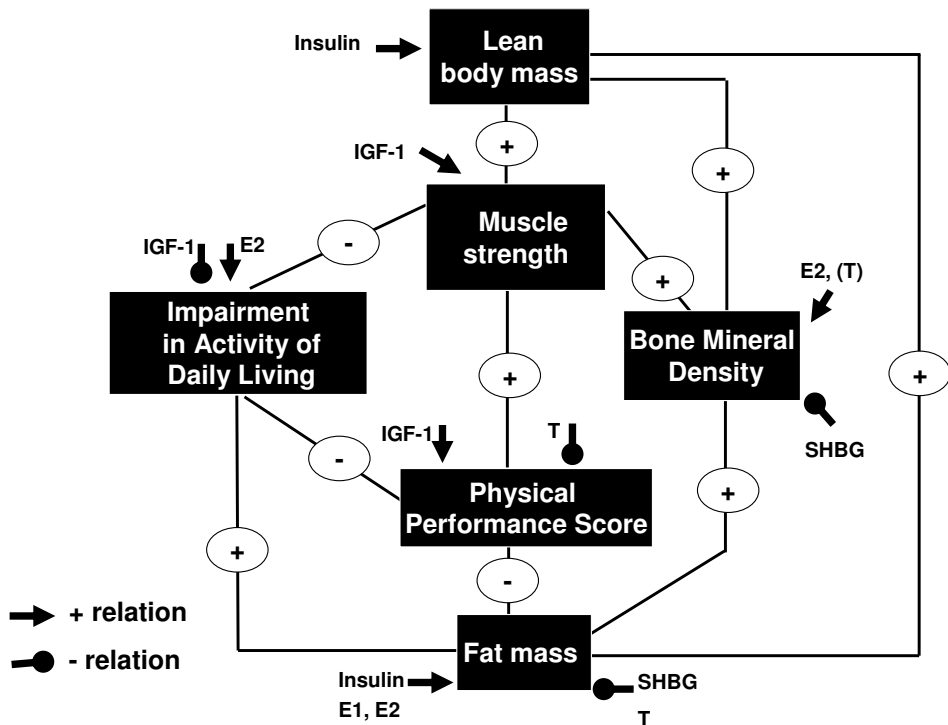 Insulin
Lean
body mass
+
IGF-1
+
Muscle
strength
-
IGF-1
E2
+
E2, (T)
Impairment
in Activity of
Daily Living
Bone Mineral
Density
+
+
SHBG
IGF-1
T
-
Physical
Performance Score
+
+
-
+ relation
- relation
Fat mass
Insulin
E1, E2
SHBG
T